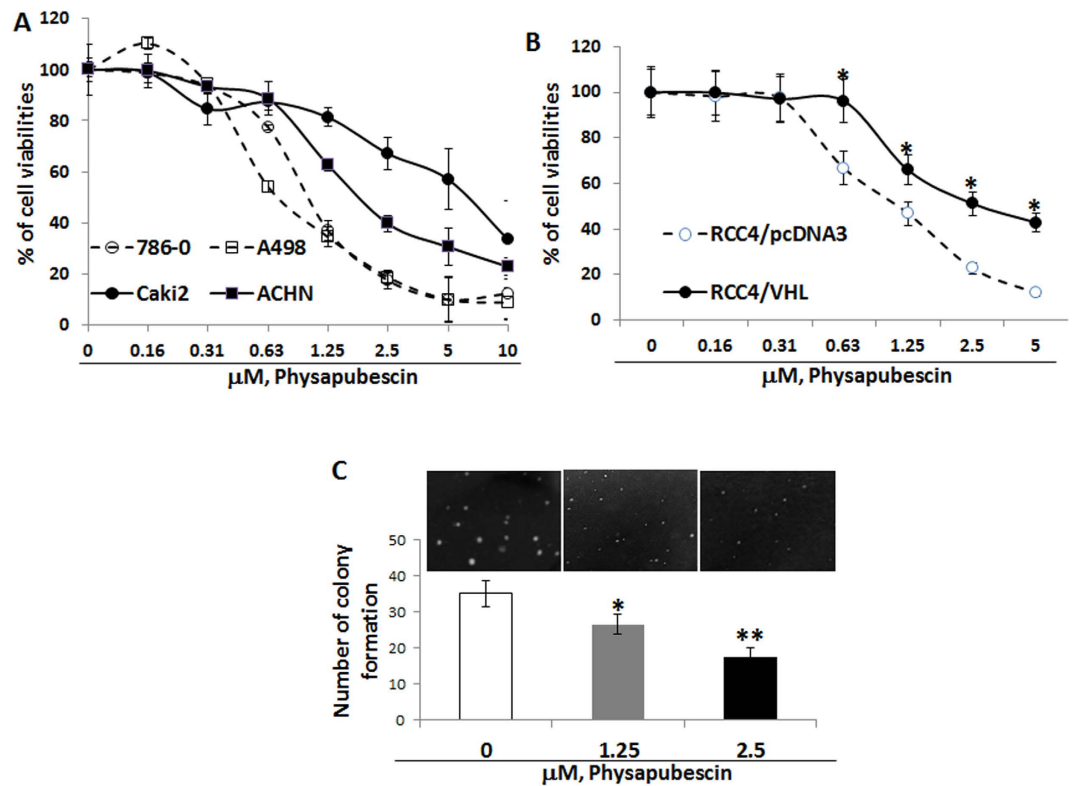 A
% of cell viabilities
120
100
80
60
40
20
0
786-0
A498
Caki2
ACHN
0 0.16 0.31 0.63 1.25 2.5 5 10
μM, Physapubescin
B
% of cell viabilities
120
100
80
60
40
20
0
* * * *
RCC4/pcDNA3
RCC4/VHL
0 0.16 0.31 0.63 1.25 2.5 5
μM, Physapubescin
C
Number of colony
formation
50
40
30
20
10
0
*
**
0 1.25 2.5
μM, Physapubescin